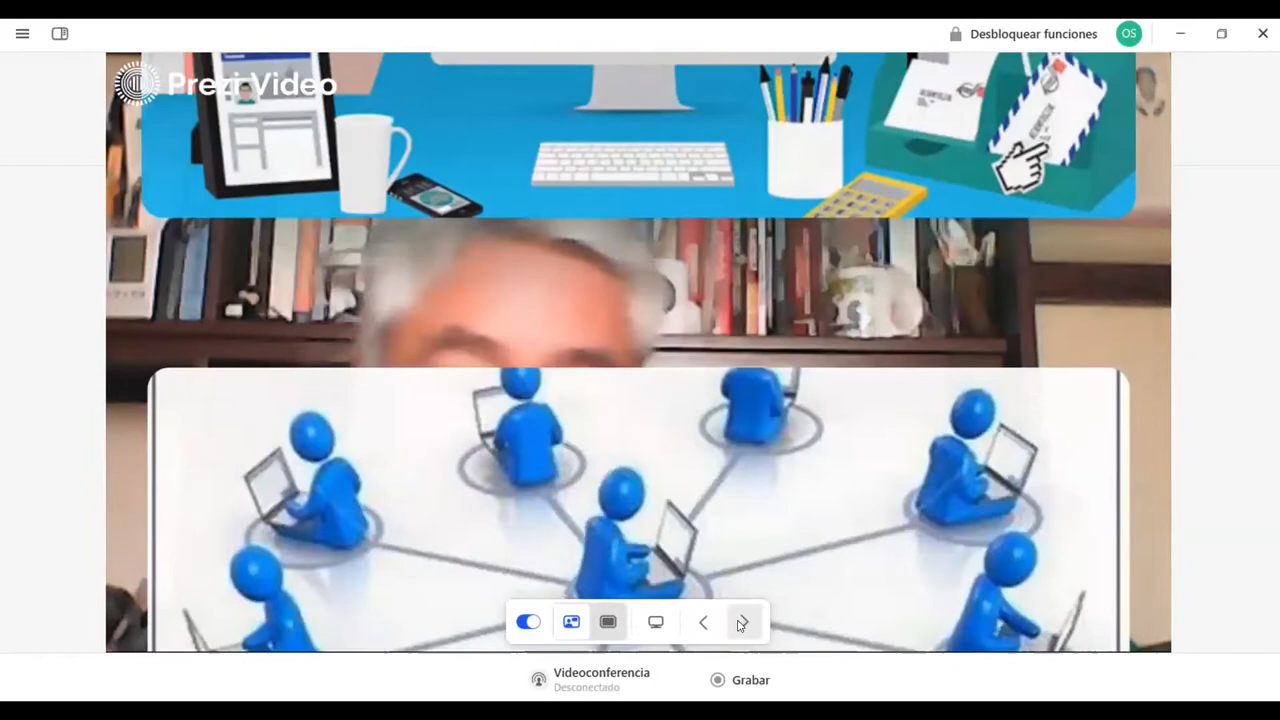 Desbloquear funciones
OS
Prezi Video
Videoconferencia
Desconectado
Grabar